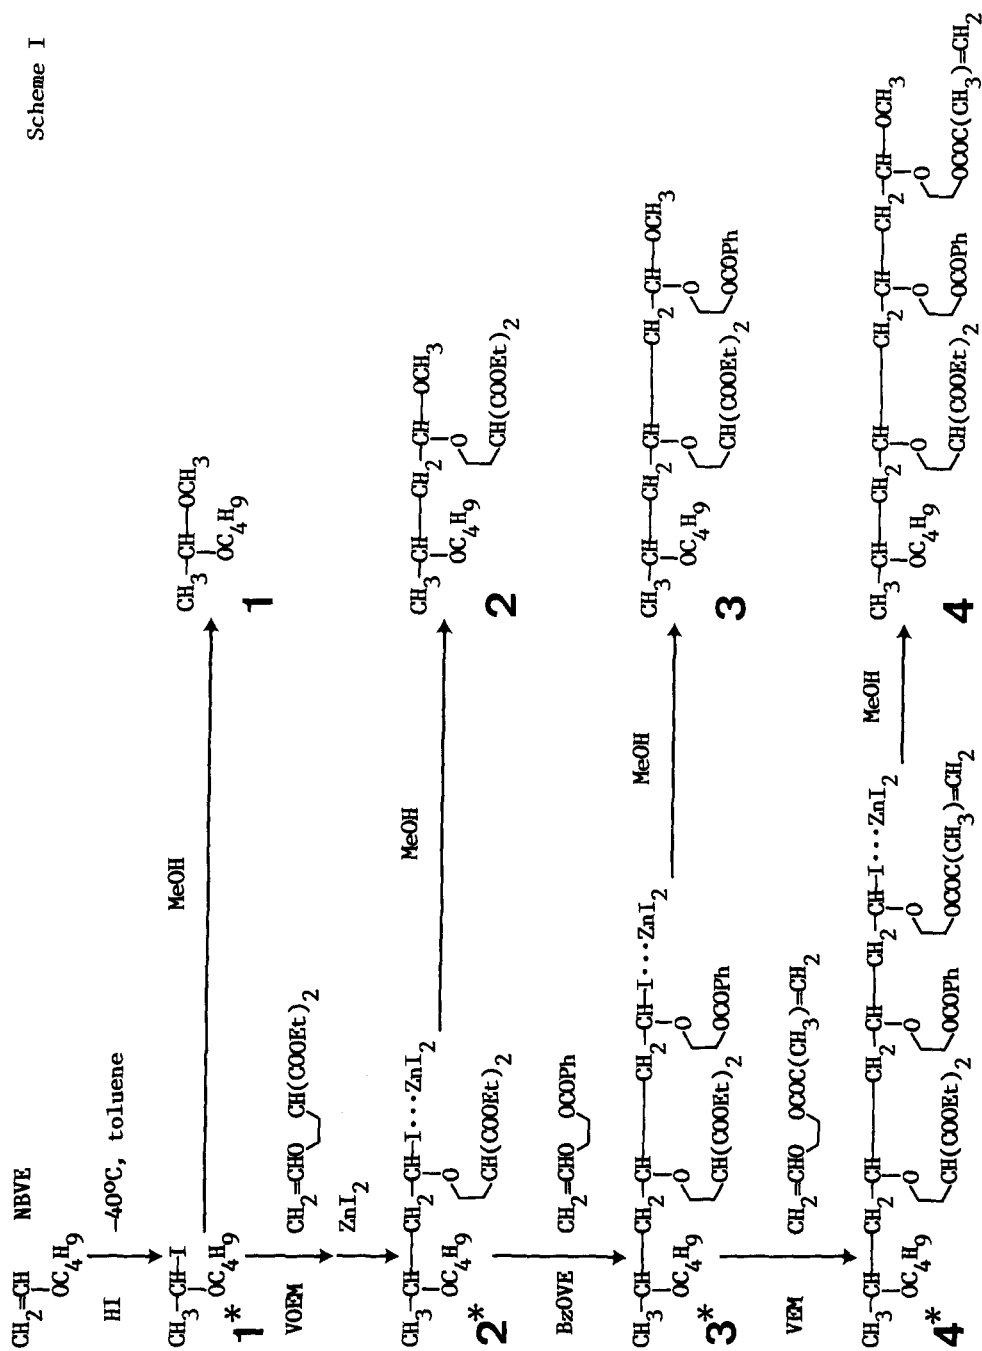 Scheme I
CH2=CH NBVE
OC4H9
HI
-40°C, toluene
CH3-CH-I
OC4H9
1*
MeOH
CH3-CH-OCH3
OC4H9
1
VOEM
CH2=CHO CH(COOEt)2
ZnI2
CH3-CH-CH2-CH-I···ZnI2
OC4H9 O
CH(COOEt)2
2*
MeOH
CH3-CH-CH2-CH-OCH3
OC4H9 O
CH(COOEt)2
2
BzOVE
CH2=CHO OCOPh
CH3-CH-CH2-CH-CH2-CH-I···ZnI2
OC4H9 O O
CH(COOEt)2 OCOPh
3*
MeOH
CH3-CH-CH2-CH-CH2-CH-OCH3
OC4H9 O O
CH(COOEt)2 OCOPh
3
VEM
CH2=CHO OCOC(CH3)=CH2
CH3-CH-CH2-CH-CH2-CH-CH2-CH-I···ZnI2
OC4H9 O O O
CH(COOEt)2 OCOPh OCOC(CH3)=CH2
4*
MeOH
CH3-CH-CH2-CH-CH2-CH-CH2-CH-OCH3
OC4H9 O O O
CH(COOEt)2 OCOPh OCOC(CH3)=CH2
4